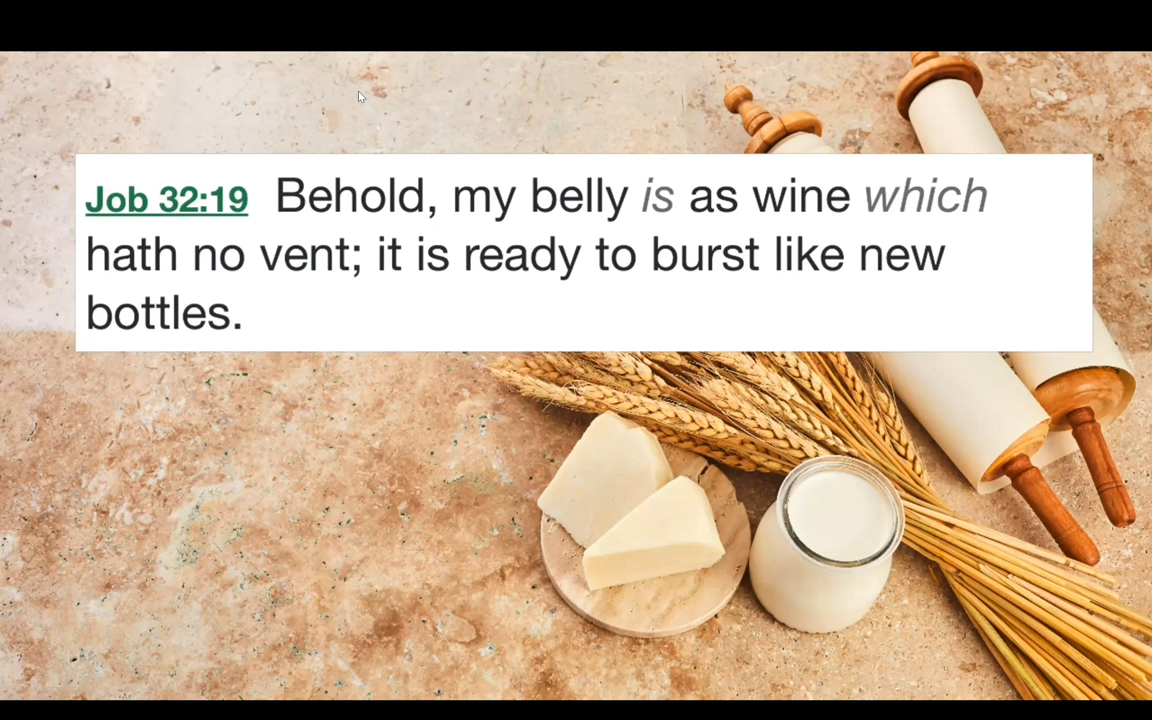 Job 32:19 Behold, my belly is as wine which
hath no vent; it is ready to burst like new
bottles.